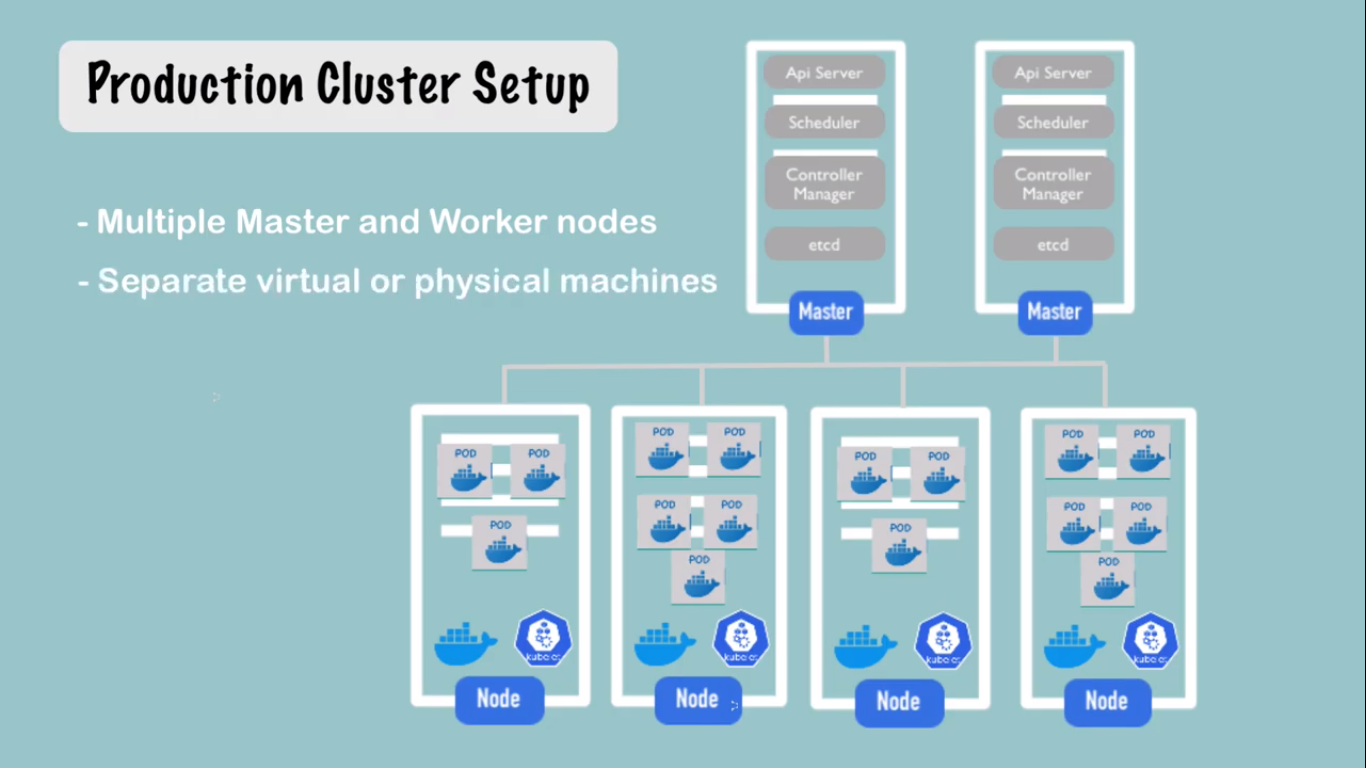 Production Cluster Setup
- Multiple Master and Worker nodes
- Separate virtual or physical machines
Api Server
Scheduler
Controller
Manager
etcd
Master
Api Server
Scheduler
Controller
Manager
etcd
Master
POD POD
POD
Node
POD POD
POD POD
POD
Node
POD POD
POD
Node
POD POD
POD POD
POD
Node